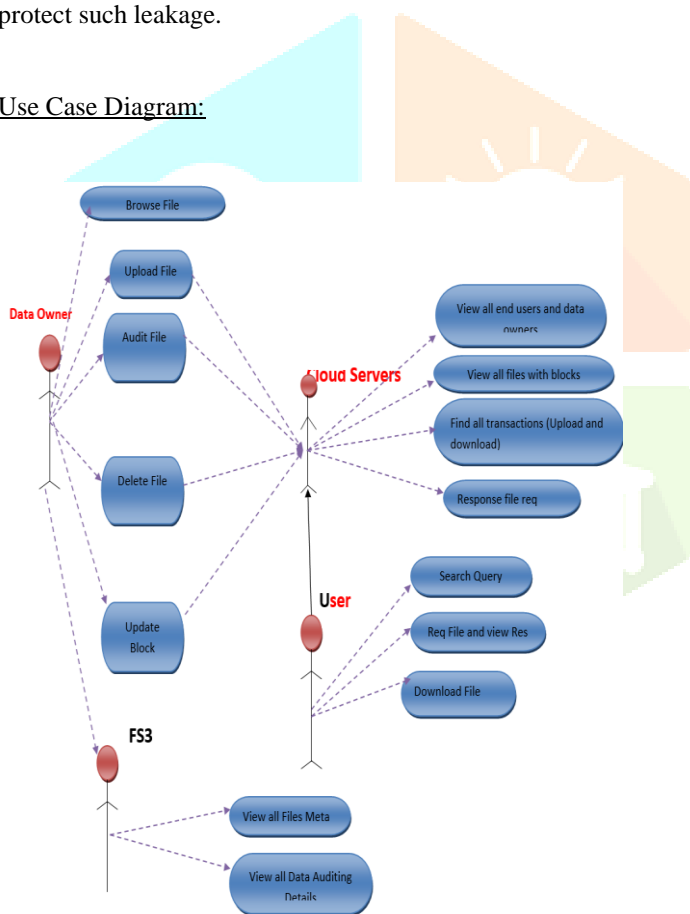 protect such leakage.
Use Case Diagram:
Browse File
Upload File
Data Owner
Audit File
View all end users and data
owners
Cloud Servers
View all files with blocks
Find all transactions (Upload and
download)
Delete File
Response file req
Search Query
User
Update
Block
Req File and view Res
Download File
FS3
View all Files Meta
View all Data Auditing
Details